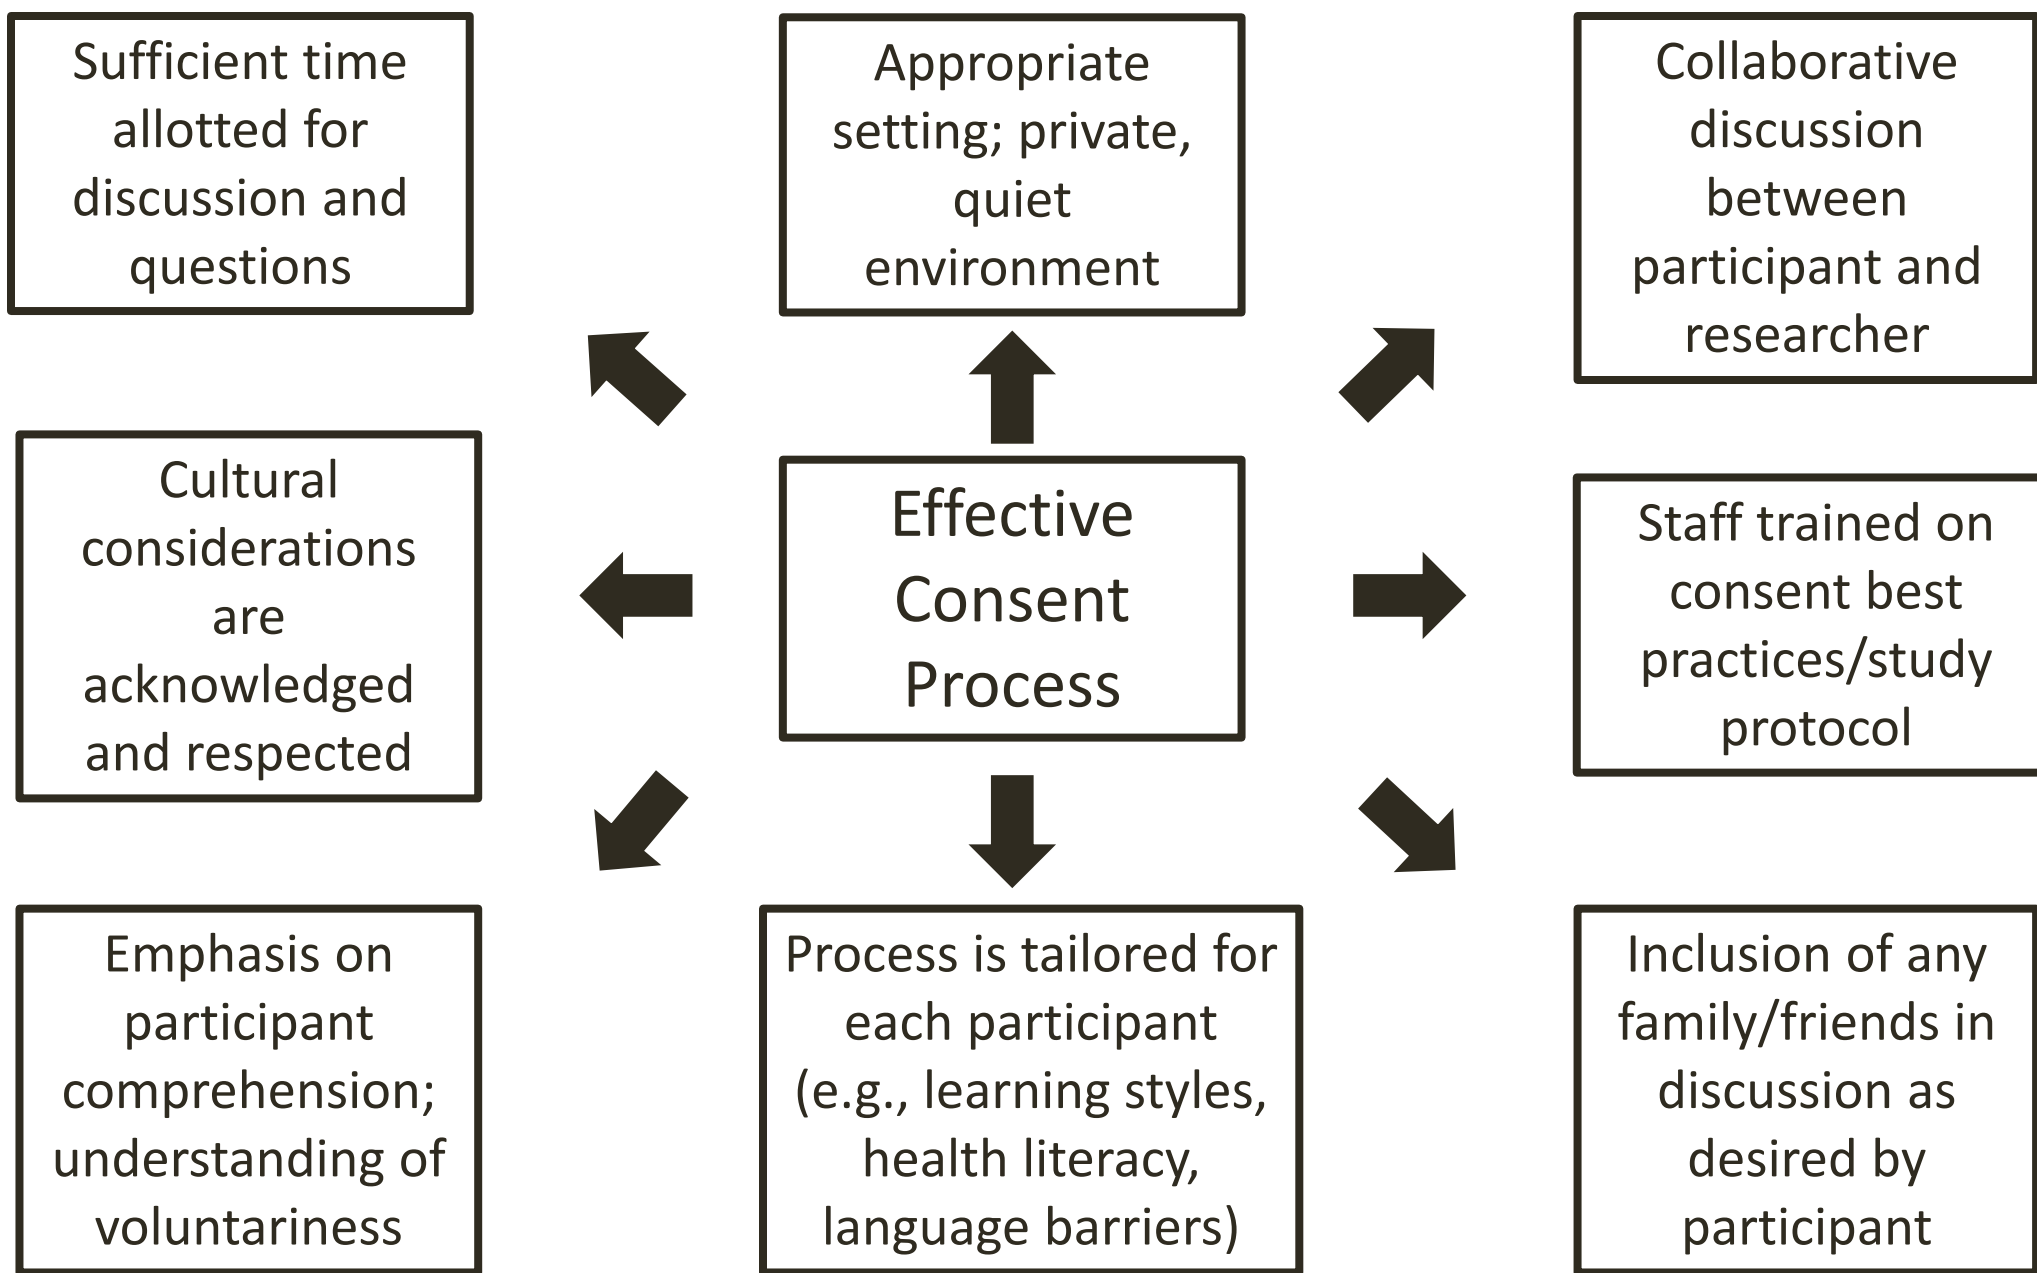 Sufficient time
allotted for
discussion and
questions
Appropriate
setting; private,
quiet
environment
Collaborative
discussion
between
participant and
researcher
Cultural
considerations
are
acknowledged
and respected
Effective
Consent
Process
Staff trained on
consent best
practices/study
protocol
Emphasis on
participant
comprehension;
understanding of
voluntariness
Process is tailored for
each participant
(e.g., learning styles,
health literacy,
language barriers)
Inclusion of any
family/friends in
discussion as
desired by
participant